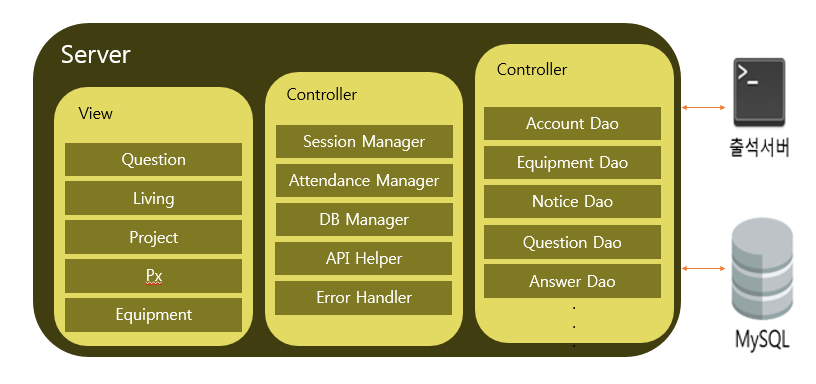 Server
View
Question
Living
Project
Px
Equipment
Controller
Session Manager
Attendance Manager
DB Manager
API Helper
Error Handler
Controller
Account Dao
Equipment Dao
Notice Dao
Question Dao
Answer Dao
.
.
.
출석서버
MySQL